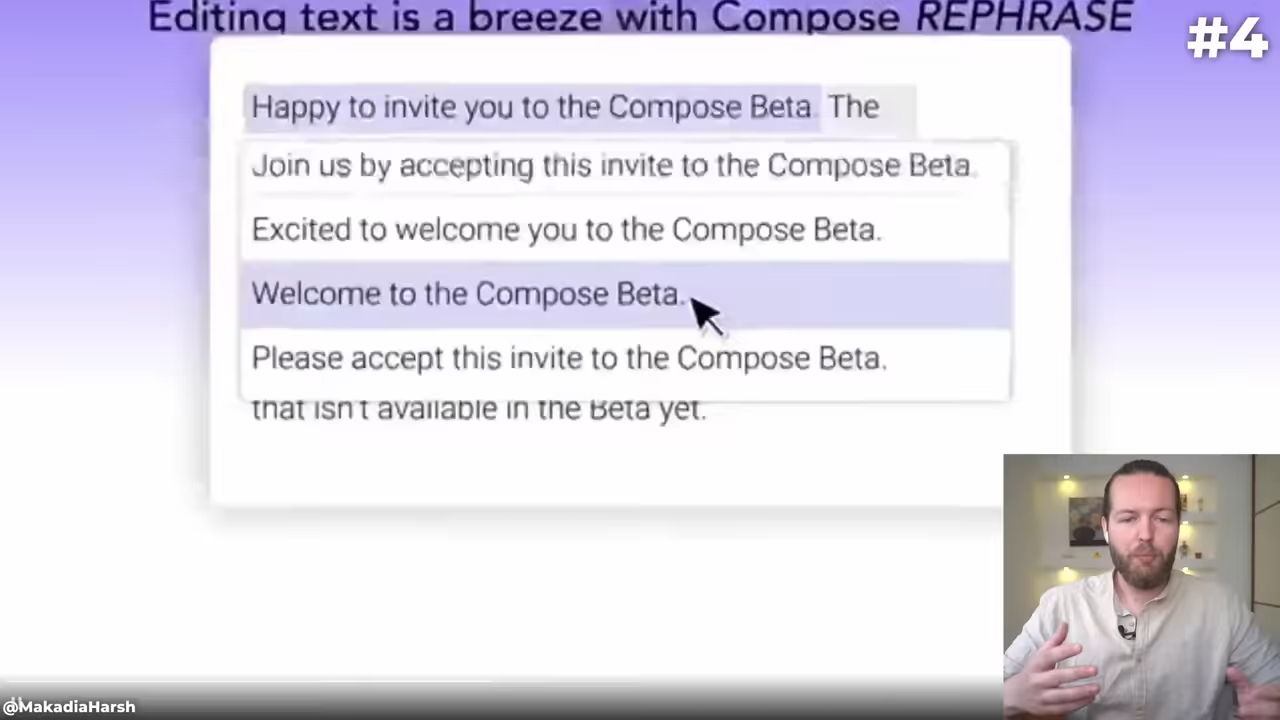 Editing text is a breeze with Compose REPHRASE
#4
Happy to invite you to the Compose Beta. The
Join us by accepting this invite to the Compose Beta.
Excited to welcome you to the Compose Beta.
Welcome to the Compose Beta.
Please accept this invite to the Compose Beta.
that isn't available in the Beta yet.
@MakadiaHarsh